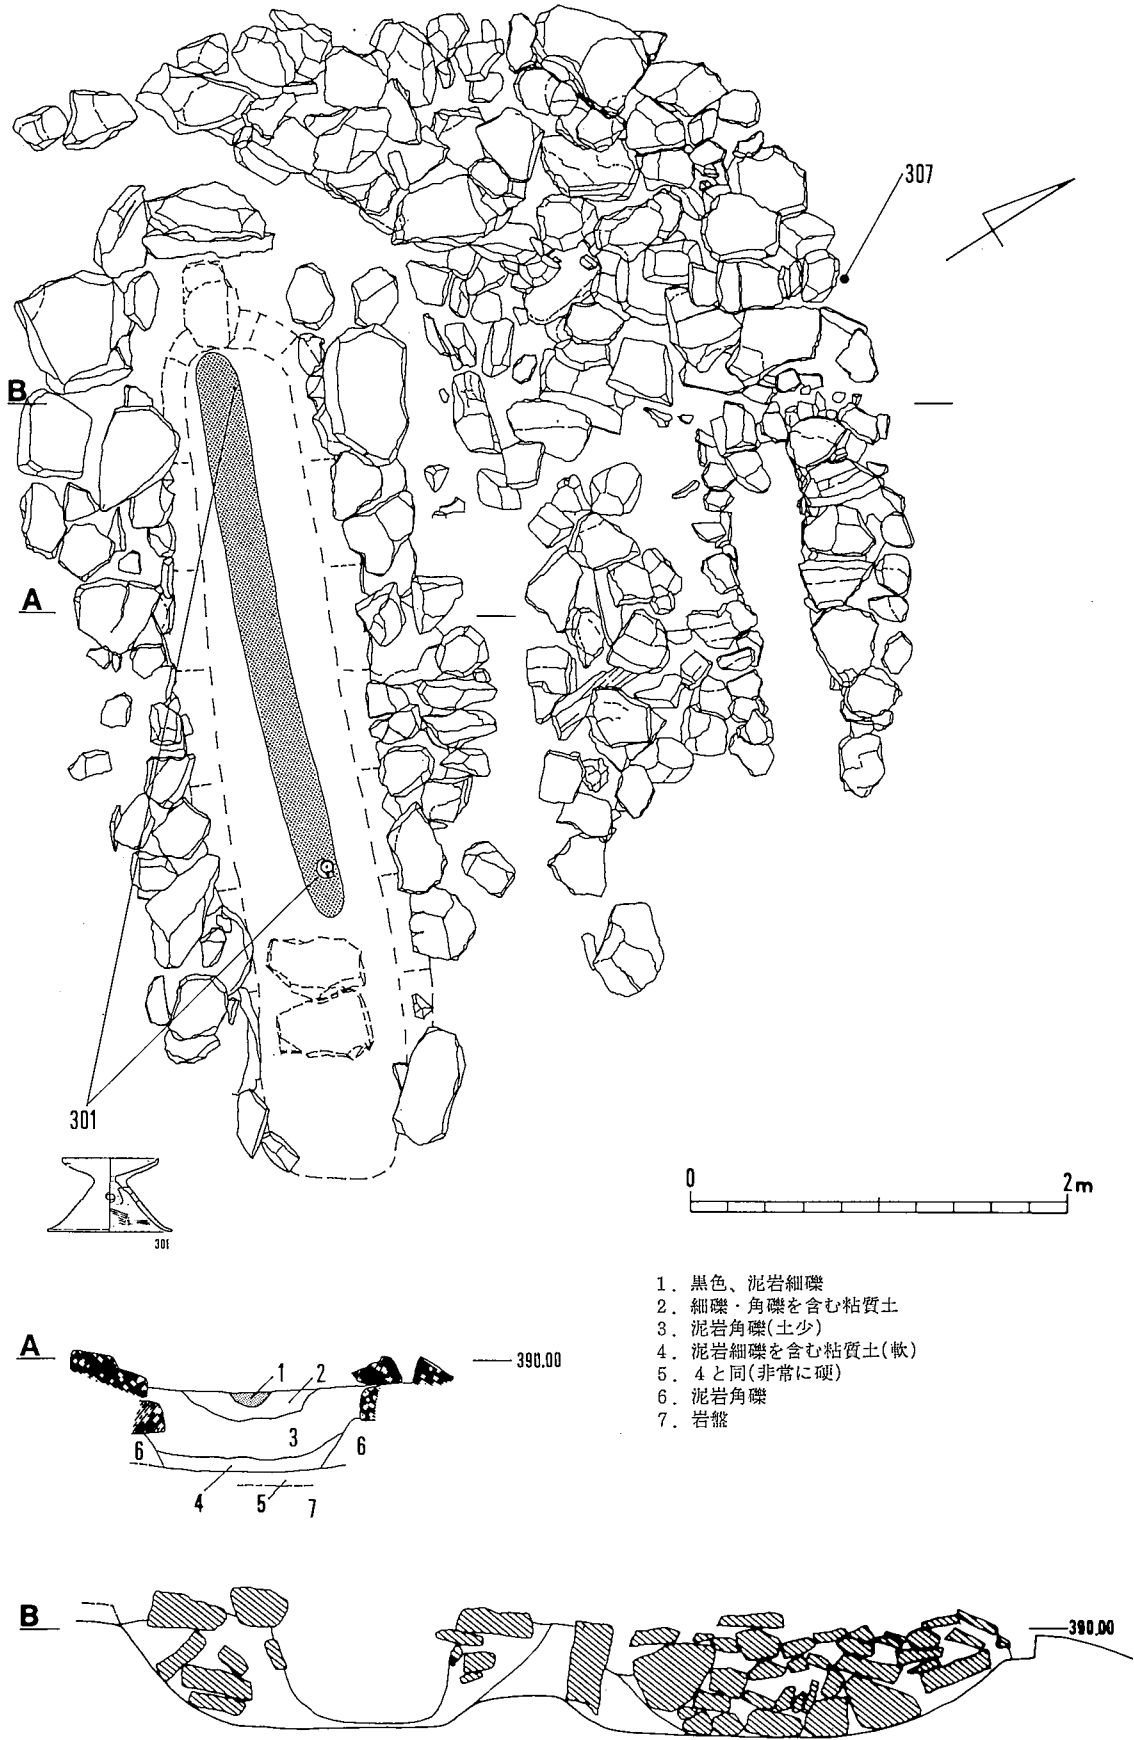 307
B
A
301
301
0 2m
1. 黒色、泥岩細礫
2. 細礫・角礫を含む粘質土
3. 泥岩角礫(土少)
4. 泥岩細礫を含む粘質土(軟)
5. 4と同(非常に硬)
6. 泥岩角礫
7. 岩盤
A
390.00
1 2
3
6 6
4 5 7
B
390.00